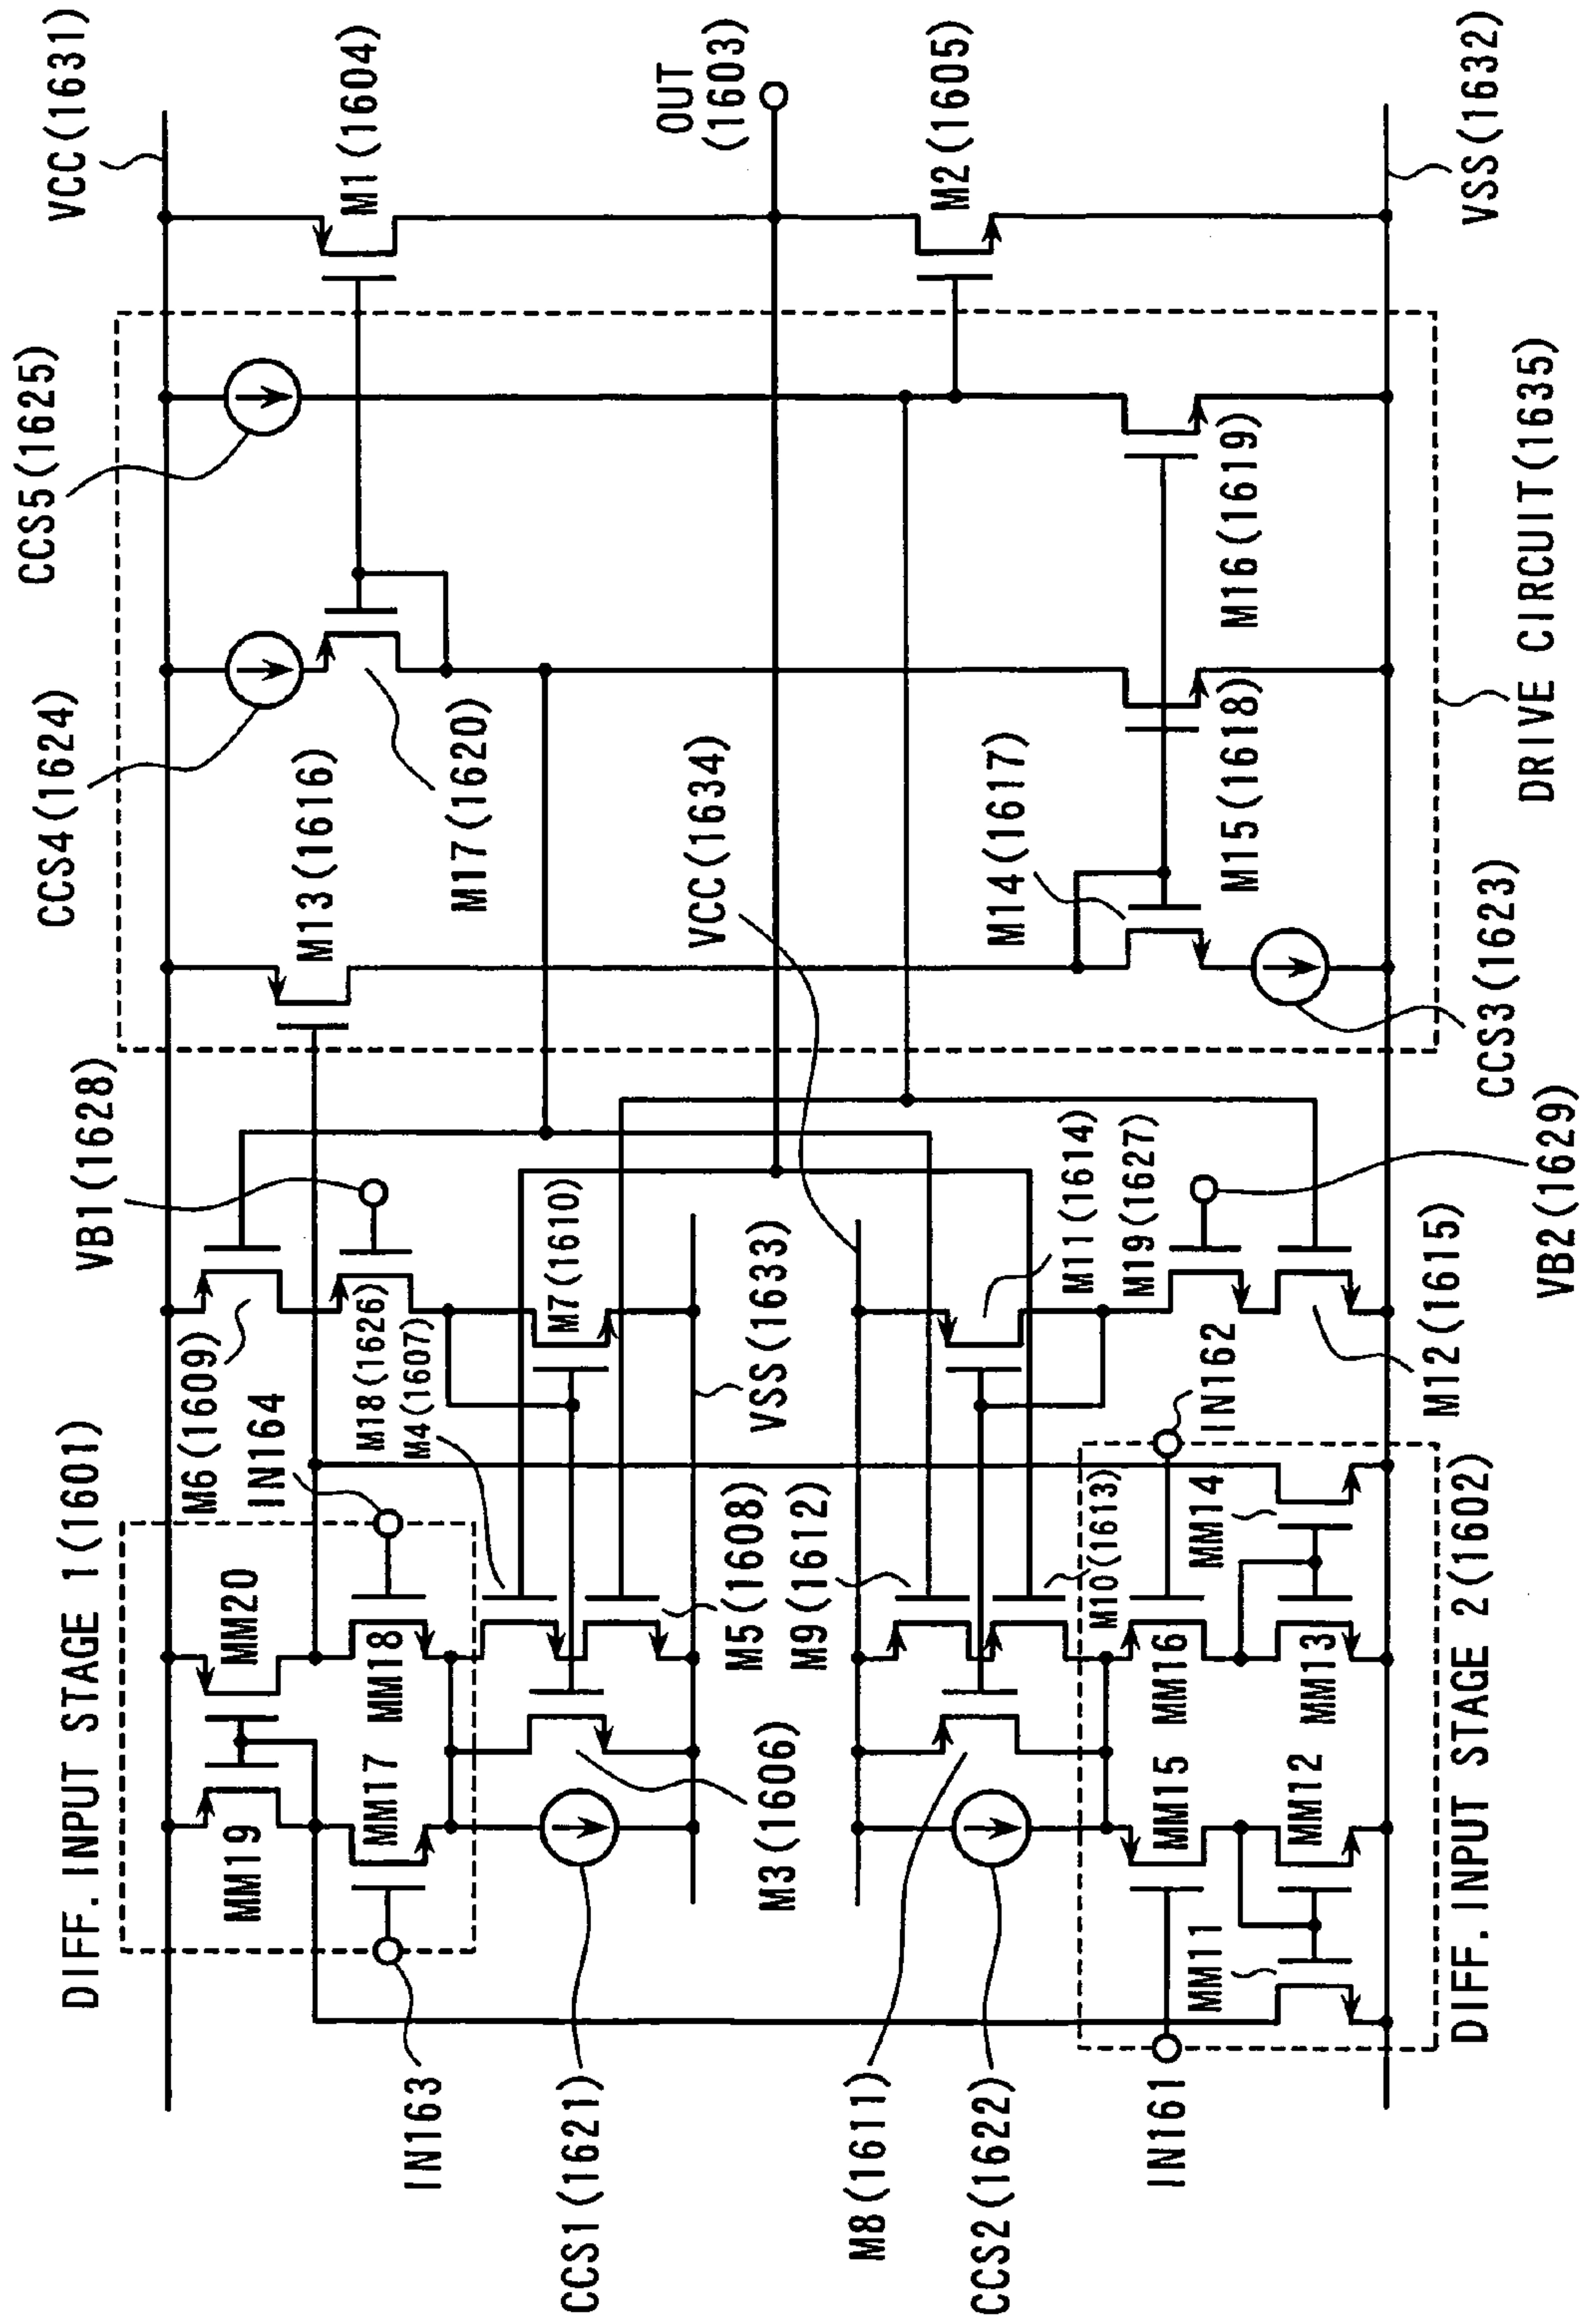 DIFF. INPUT STAGE 1(1601)
MM19
MM20
MM17
MM18
IN163
IN164
M6(1609)
VB1(1628)
M18(1626)
M4(1607)
M7(1610)
CCS1(1621)
M3(1606)
M5(1608)
VSS(1633)
M8(1611)
CCS2(1622)
M9(1612)
M10(1613)
VCC(1634)
M11(1614)
M19(1627)
IN161
IN162
MM11
MM12
MM15
MM16
MM13
MM14
DIFF. INPUT STAGE 2(1602)
M12(1615)
VB2(1629)
CCS4(1624)
M13(1616)
M17(1620)
CCS5(1625)
M14(1617)
M15(1618)
M16(1619)
CCS3(1623)
DRIVE CIRCUIT(1635)
VCC(1631)
M1(1604)
OUT
(1603)
M2(1605)
VSS(1632)